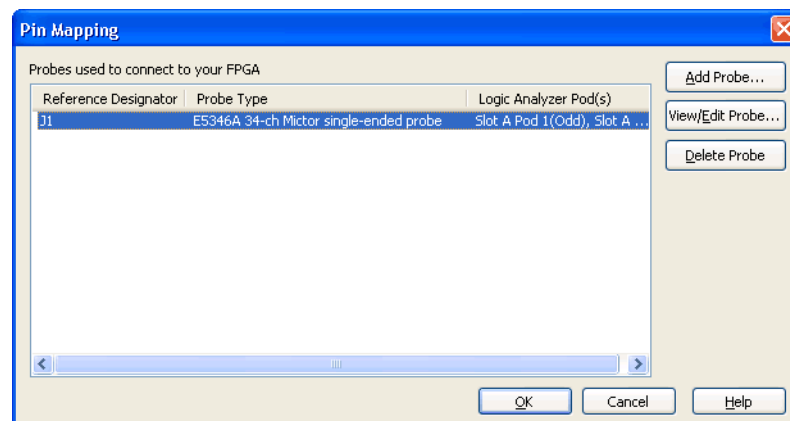 Pin Mapping
Probes used to connect to your FPGA
Reference Designator Probe Type Logic Analyzer Pod(s)
J1 E5346A 34-ch Mictor single-ended probe Slot A Pod 1(Odd), Slot A ...
Add Probe...
View/Edit Probe...
Delete Probe
OK Cancel Help